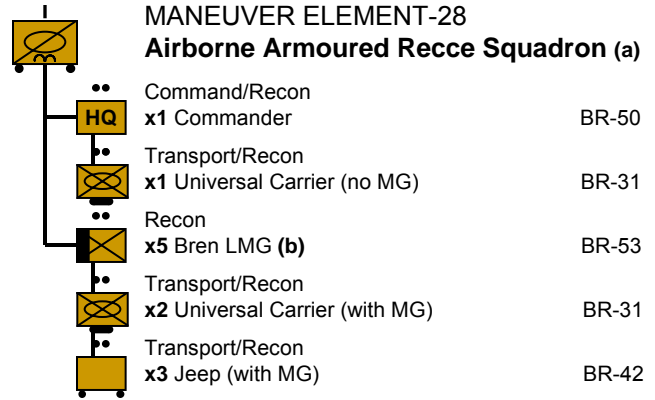 MANEUVER ELEMENT-28
Airborne Armoured Recce Squadron (a)
Command/Recon
HQ x1 Commander BR-50
Transport/Recon
x1 Universal Carrier (no MG) BR-31
Recon
x5 Bren LMG (b) BR-53
Transport/Recon
x2 Universal Carrier (with MG) BR-31
Transport/Recon
x3 Jeep (with MG) BR-42